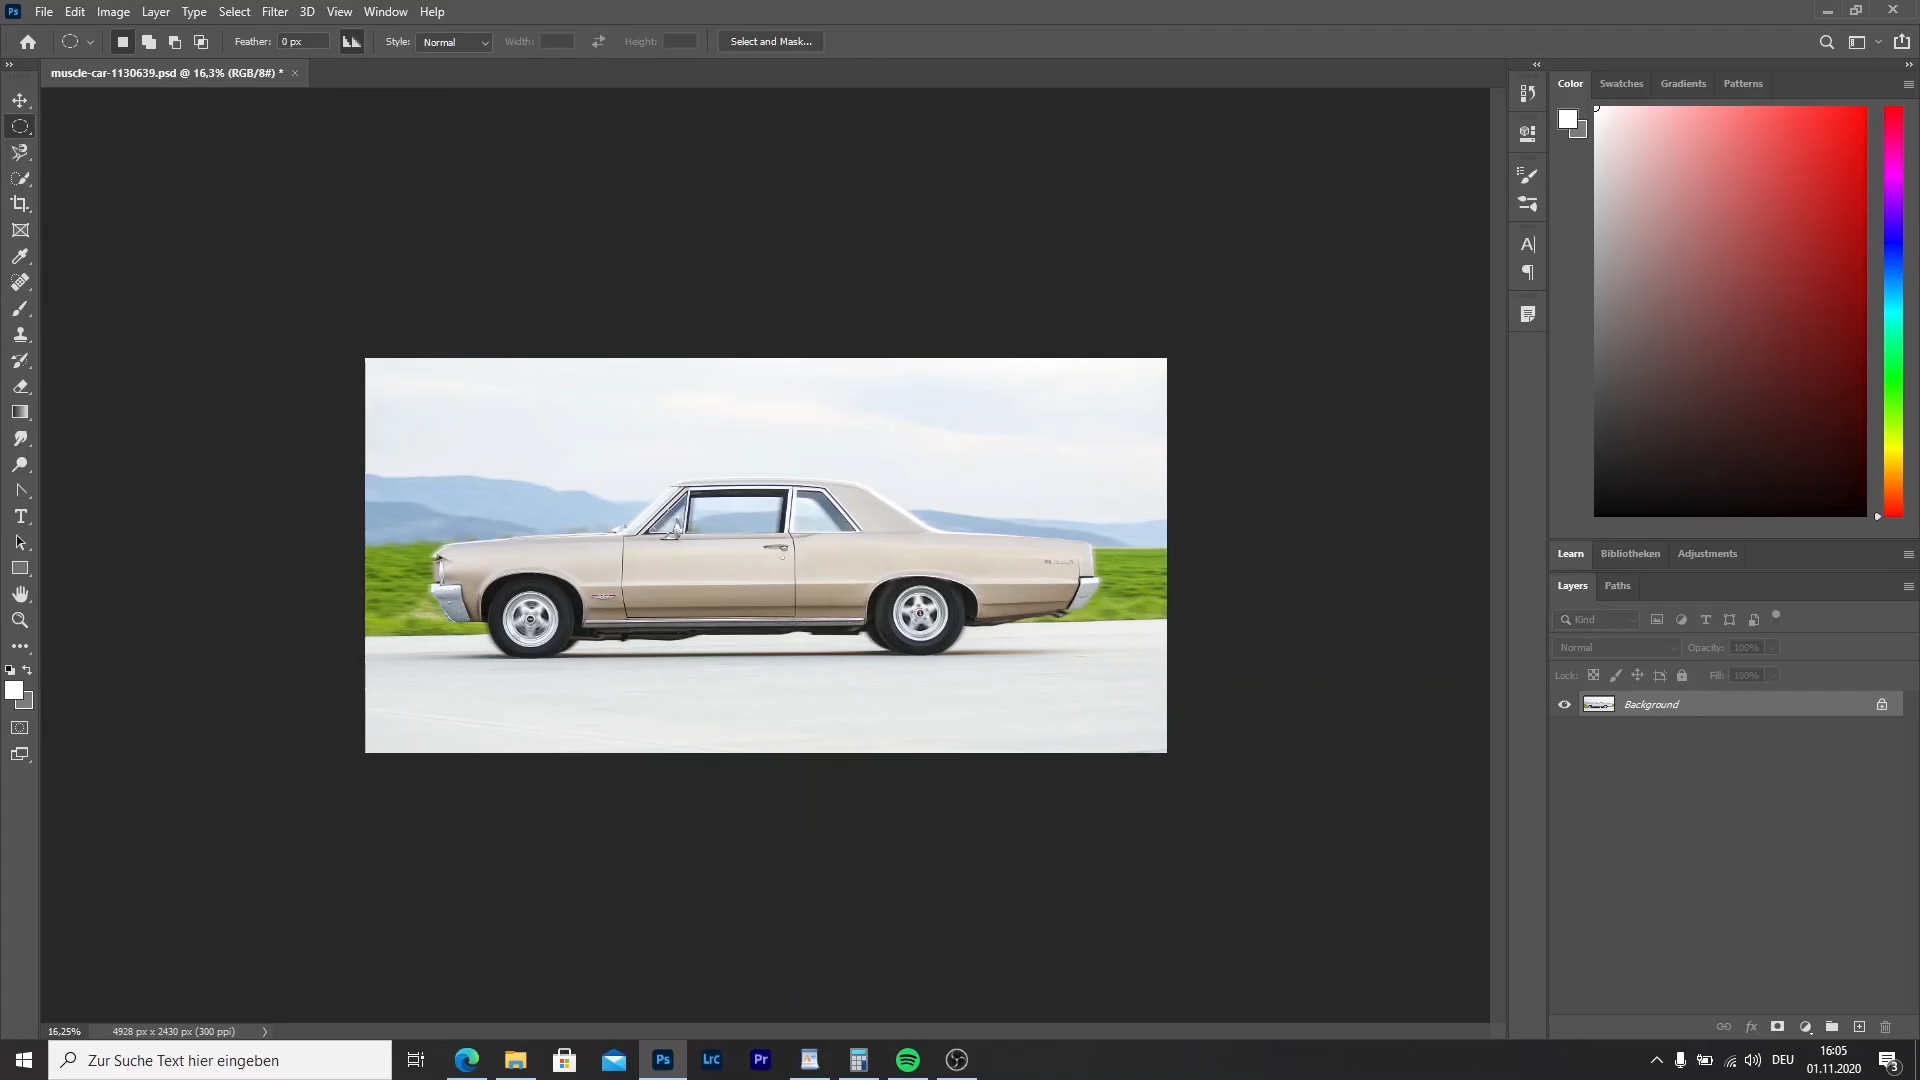 Ps File Edit Image Layer Type Select Filter 3D View Window Help
Feather: 0 px Style: Normal Width: Height: Select and Mask...
muscle-car-1130639.psd @ 16,3% (RGB/8#) * ×
Color Swatches Gradients Patterns
Learn Bibliotheken Adjustments
Layers Paths
Kind
Normal Opacity: 100%
Lock: Fill: 100%
Background
16,25% 4928 px x 2430 px (300 ppi)
Zur Suche Text hier eingeben Ps Lrc Pr DEU 16:05
01.11.2020 3